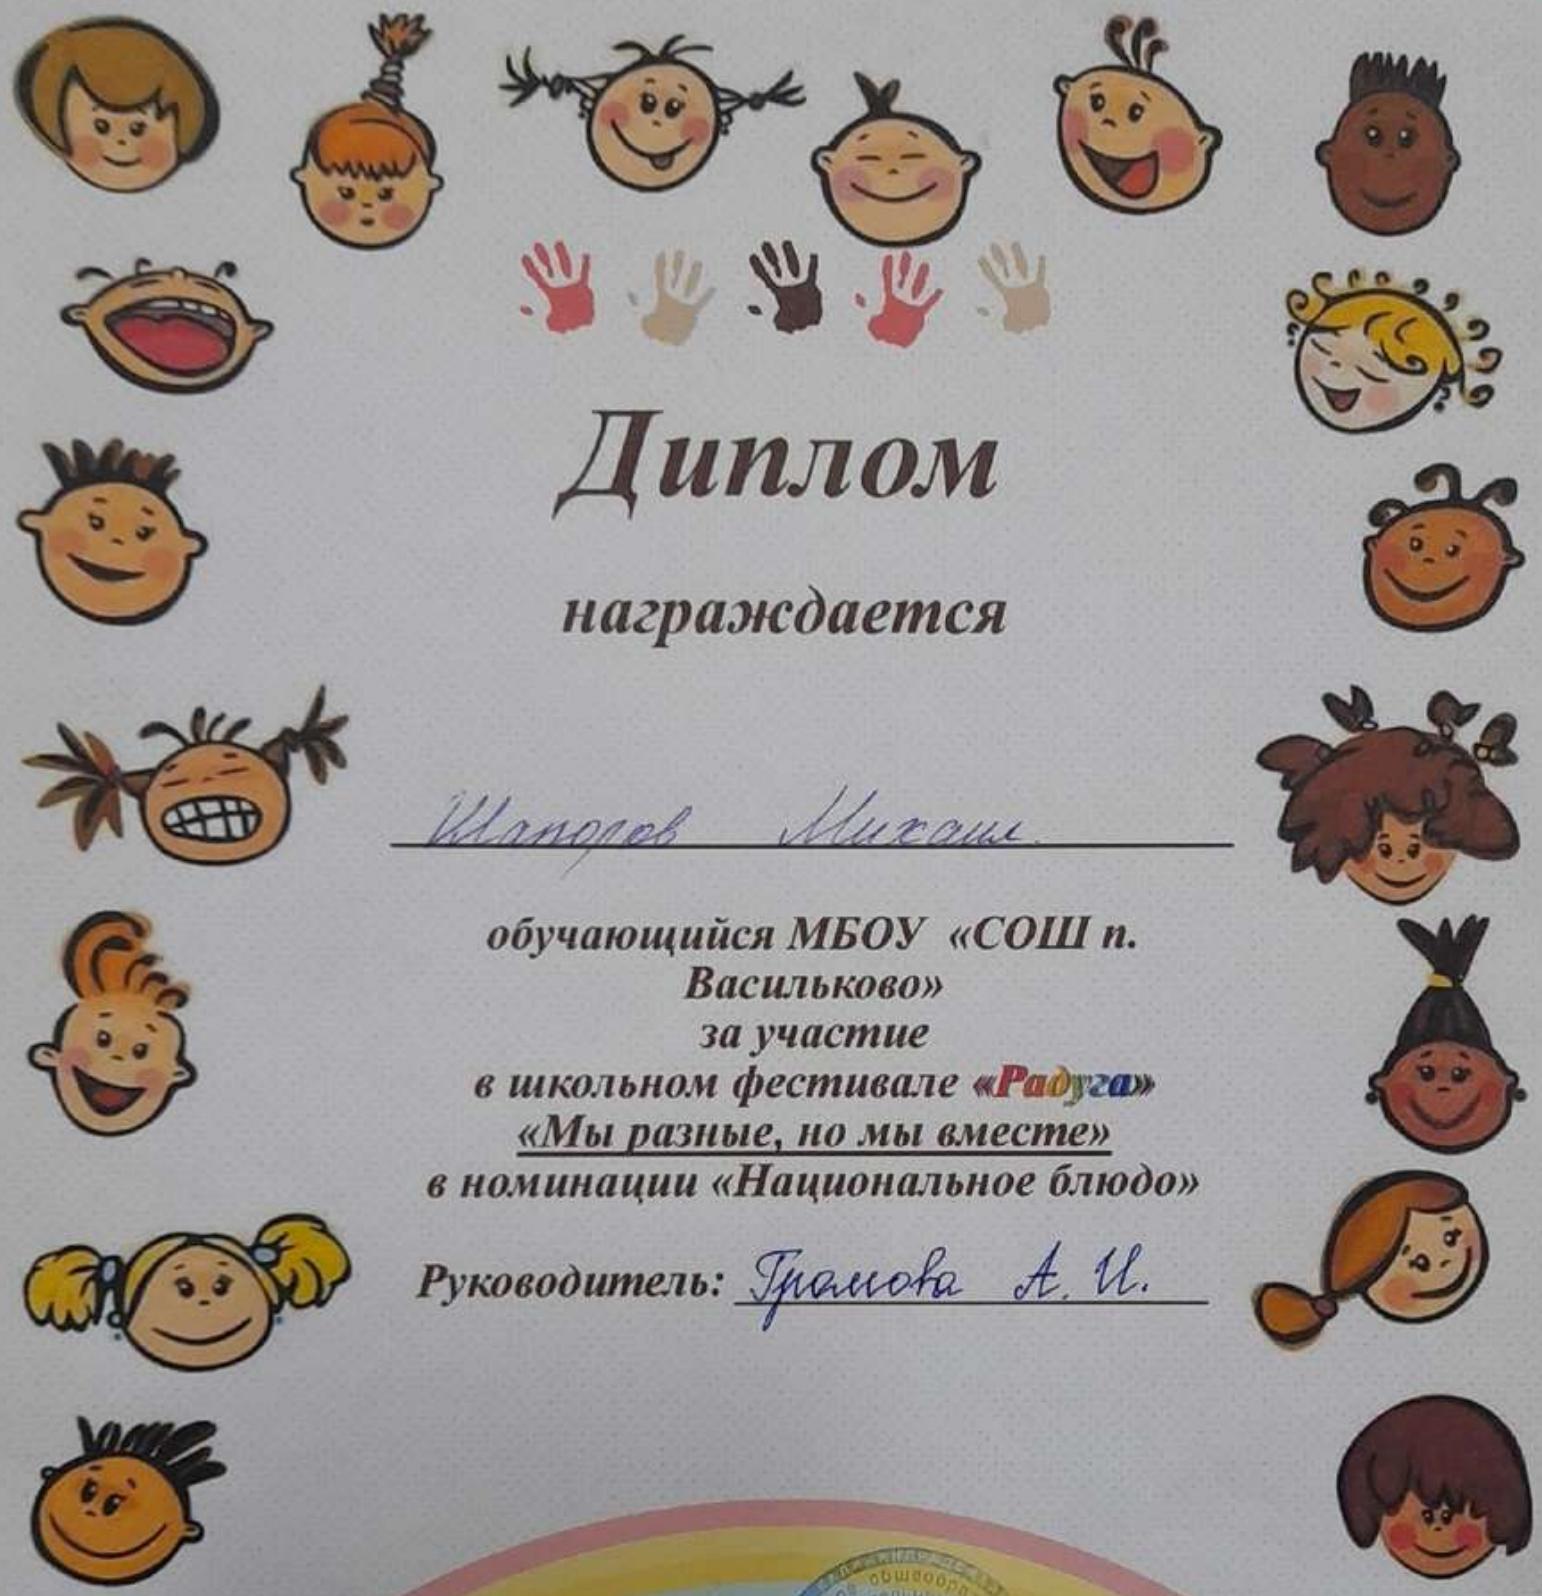 Диплом
награждается
Шапоров Михаил.
обучающийся МБОУ «СОШ п.
Васильково»
за участие
в школьном фестивале «Радуга»
«Мы разные, но мы вместе»
в номинации «Национальное блюдо»
Руководитель: Громова А. И.